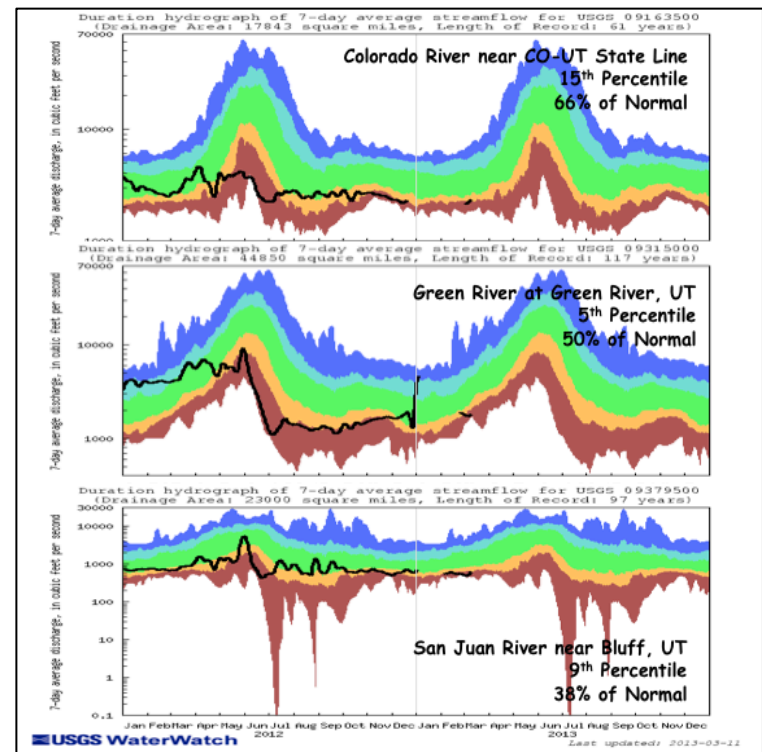 Duration hydrograph of 7-day average streamflow for USGS 09163500
(Drainage Area: 17843 square miles, Length of Record: 61 years)
70000
10000
1000
7-day average discharge, in cubic feet per second
Colorado River near CO-UT State Line
15th Percentile
66% of Normal
Duration hydrograph of 7-day average streamflow for USGS 09315000
(Drainage Area: 44850 square miles, Length of Record: 117 years)
70000
10000
1000
7-day average discharge, in cubic feet per second
Green River at Green River, UT
5th Percentile
50% of Normal
Duration hydrograph of 7-day average streamflow for USGS 09379500
(Drainage Area: 23000 square miles, Length of Record: 97 years)
30000
10000
1000
100
10
1
0.1
7-day average discharge, in cubic feet per second
San Juan River near Bluff, UT
9th Percentile
38% of Normal
Jan Feb Mar Apr May Jun Jul Aug Sep Oct Nov Dec Jan Feb Mar Apr May Jun Jul Aug Sep Oct Nov Dec
2012 2013
USGS WaterWatch
Last updated: 2013-03-11